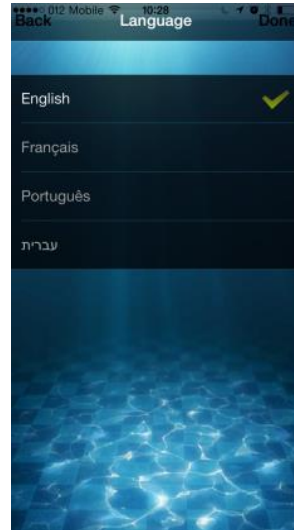 012 Mobile 10:28
Back Language Done
English
Français
Português
עברית